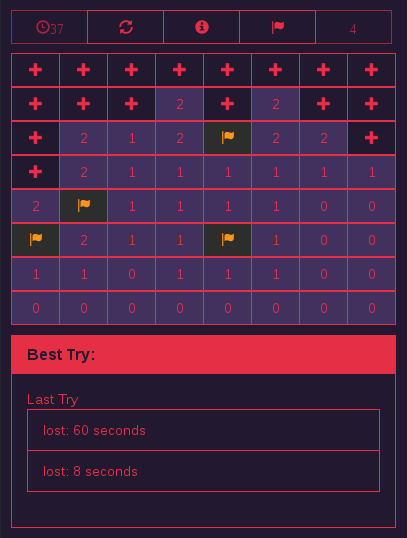 37 4
2 2
2 1 2 2 2
2 1 1 1 1 1 1
2 1 1 1 1 0 0
2 1 1 1 0 0
1 1 0 1 1 1 0 0
0 0 0 0 0 0 0 0
Best Try:
Last Try
lost: 60 seconds
lost: 8 seconds